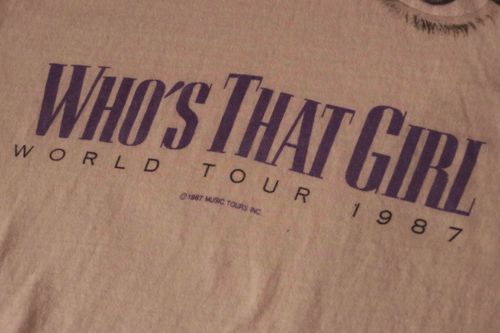 WHO'S THAT GIRL
WORLD TOUR 1987
©1987 MUSIC TOURS INC.